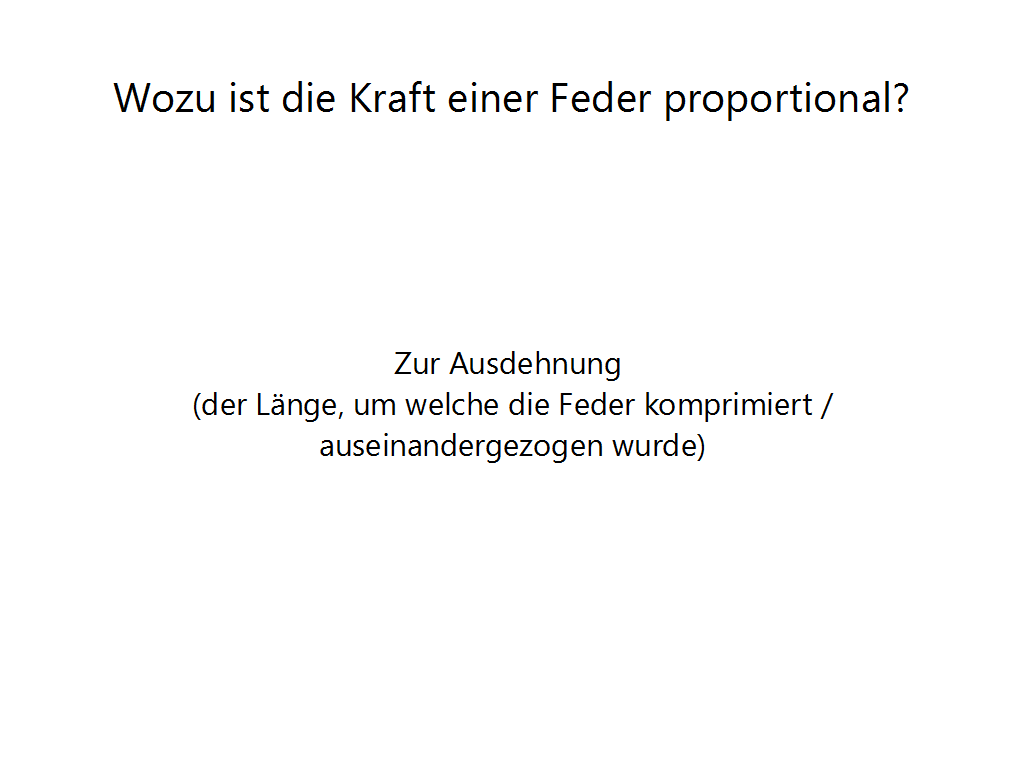 Wozu ist die Kraft einer Feder proportional?
Zur Ausdehnung
(der Länge, um welche die Feder komprimiert /
auseinandergezogen wurde)